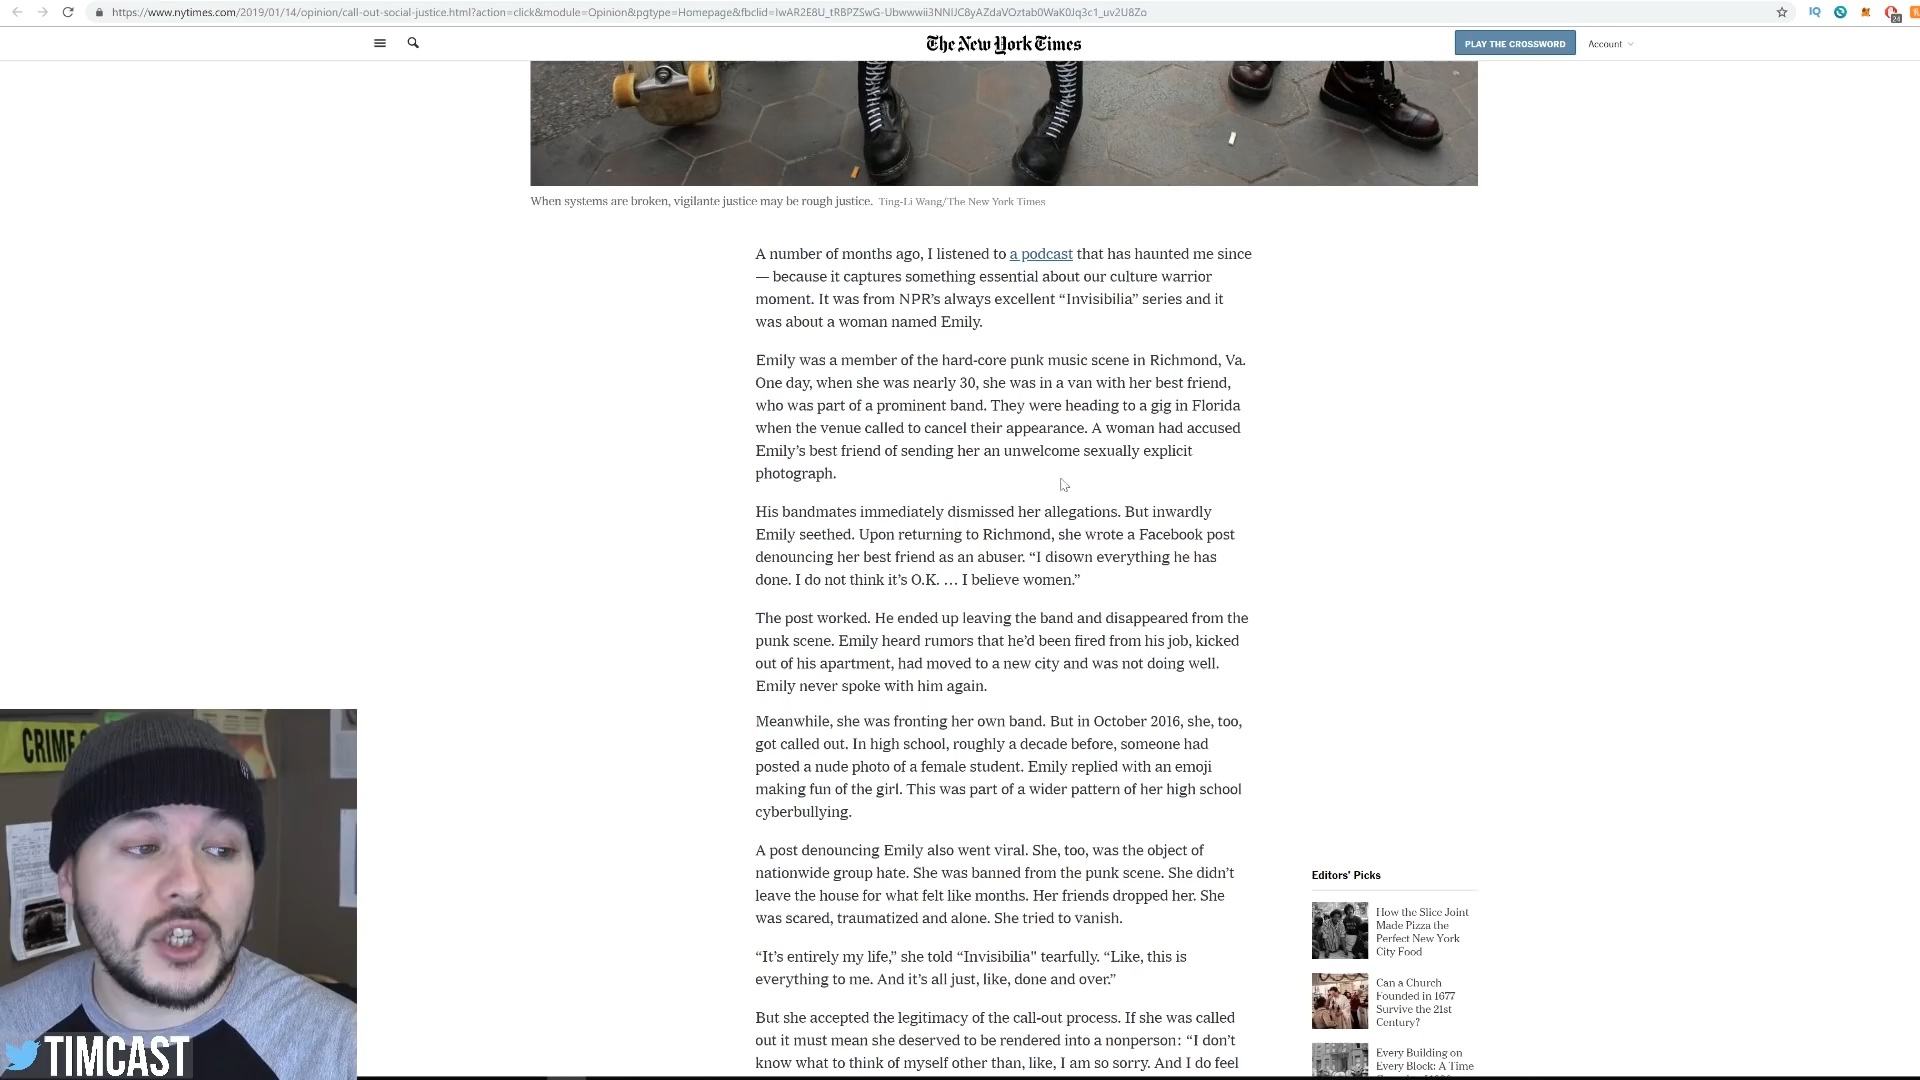 https://www.nytimes.com/2019/01/14/opinion/call-out-social-justice.html?action=click&module=Opinion&pgtype=Homepage&fbclid=IwAR2E8U_tRBPZSwG-Ubwwwii3NNIJC8yAZdaVOztab0WaK0Jq3c1_uv2U8Zo
IQ
24
The New York Times
PLAY THE CROSSWORD
Account
When systems are broken, vigilante justice may be rough justice. Ting-Li Wang/The New York Times
A number of months ago, I listened to a podcast that has haunted me since
— because it captures something essential about our culture warrior
moment. It was from NPR’s always excellent “Invisibilia” series and it
was about a woman named Emily.
Emily was a member of the hard-core punk music scene in Richmond, Va.
One day, when she was nearly 30, she was in a van with her best friend,
who was part of a prominent band. They were heading to a gig in Florida
when the venue called to cancel their appearance. A woman had accused
Emily’s best friend of sending her an unwelcome sexually explicit
photograph.
His bandmates immediately dismissed her allegations. But inwardly
Emily seethed. Upon returning to Richmond, she wrote a Facebook post
denouncing her best friend as an abuser. “I disown everything he has
done. I do not think it’s O.K. … I believe women.”
The post worked. He ended up leaving the band and disappeared from the
punk scene. Emily heard rumors that he’d been fired from his job, kicked
out of his apartment, had moved to a new city and was not doing well.
Emily never spoke with him again.
Meanwhile, she was fronting her own band. But in October 2016, she, too,
got called out. In high school, roughly a decade before, someone had
posted a nude photo of a female student. Emily replied with an emoji
making fun of the girl. This was part of a wider pattern of her high school
cyberbullying.
A post denouncing Emily also went viral. She, too, was the object of
nationwide group hate. She was banned from the punk scene. She didn’t
leave the house for what felt like months. Her friends dropped her. She
was scared, traumatized and alone. She tried to vanish.
“It’s entirely my life,” she told “Invisibilia" tearfully. “Like, this is
everything to me. And it’s all just, like, done and over.”
But she accepted the legitimacy of the call-out process. If she was called
out it must mean she deserved to be rendered into a nonperson: “I don’t
know what to think of myself other than, like, I am so sorry. And I do feel
Editors’ Picks
How the Slice Joint
Made Pizza the
Perfect New York
City Food
Can a Church
Founded in 1677
Survive the 21st
Century?
Every Building on
Every Block: A Time
CRIME
TIMCAST